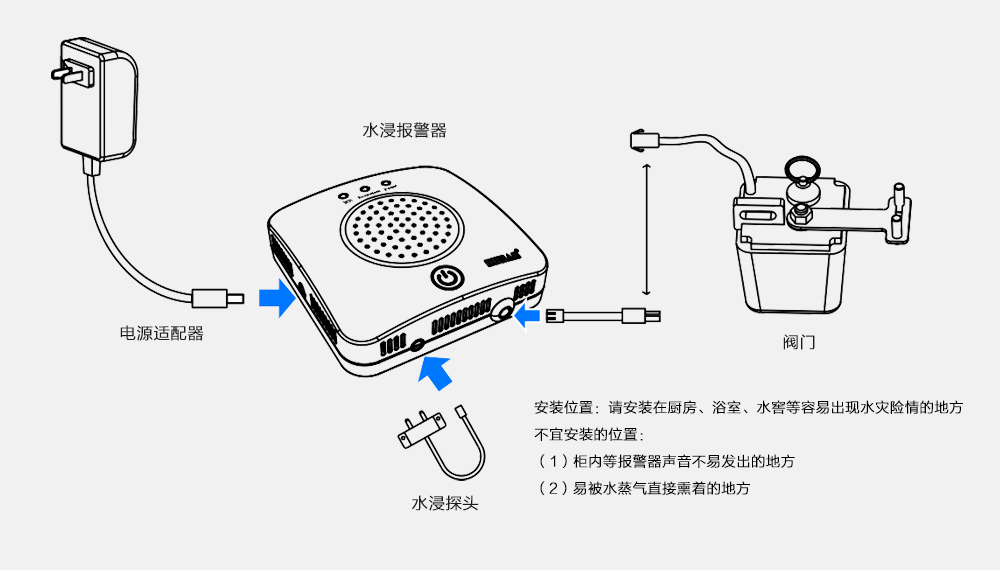 水浸报警器
电源适配器
阀门
水浸探头
安装位置：请安装在厨房、浴室、水窖等容易出现水灾险情的地方
不宜安装的位置：
（1）柜内等报警器声音不易发出的地方
（2）易被水蒸气直接熏着的地方